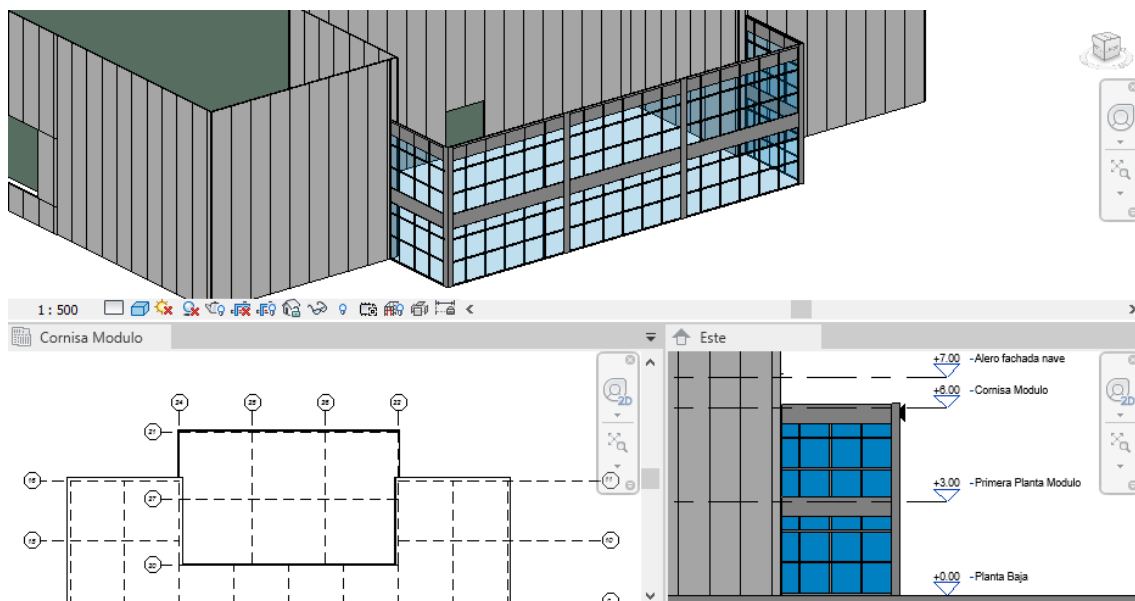 1 : 500
Cornisa Modulo
Este
24
25
26
22
21
16
11
27
15
10
20
2D
+7.00 -Alero fachada nave
+6.00 -Cornisa Modulo
+3.00 -Primera Planta Modulo
+0.00 -Planta Baja
2D